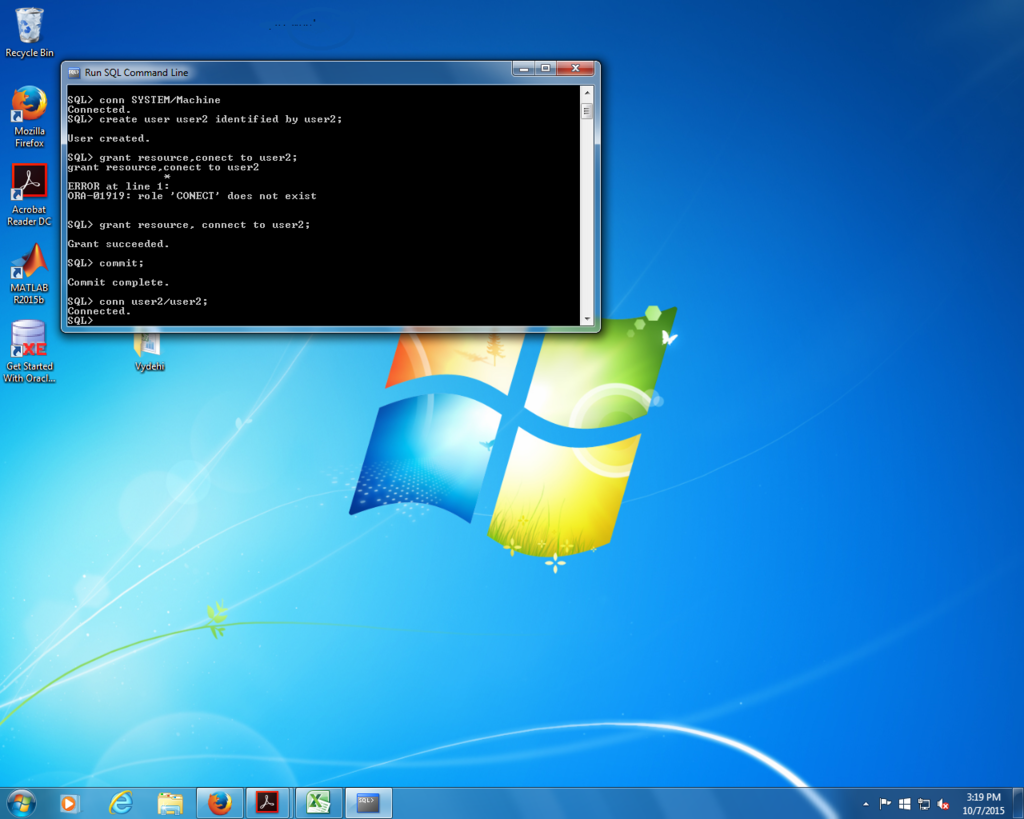 Recycle Bin
Mozilla
Firefox
Acrobat
Reader DC
MATLAB
R2015b
XE
Get Started
With Oracl...
Vydehi
Run SQL Command Line
SQL> conn SYSTEM/Machine
Connected.
SQL> create user user2 identified by user2;
User created.
SQL> grant resource,conect to user2;
grant resource,conect to user2
*
ERROR at line 1:
ORA-01919: role 'CONECT' does not exist
SQL> grant resource, connect to user2;
Grant succeeded.
SQL> commit;
Commit complete.
SQL> conn user2/user2;
Connected.
SQL>
SQL>
3:19 PM
10/7/2015